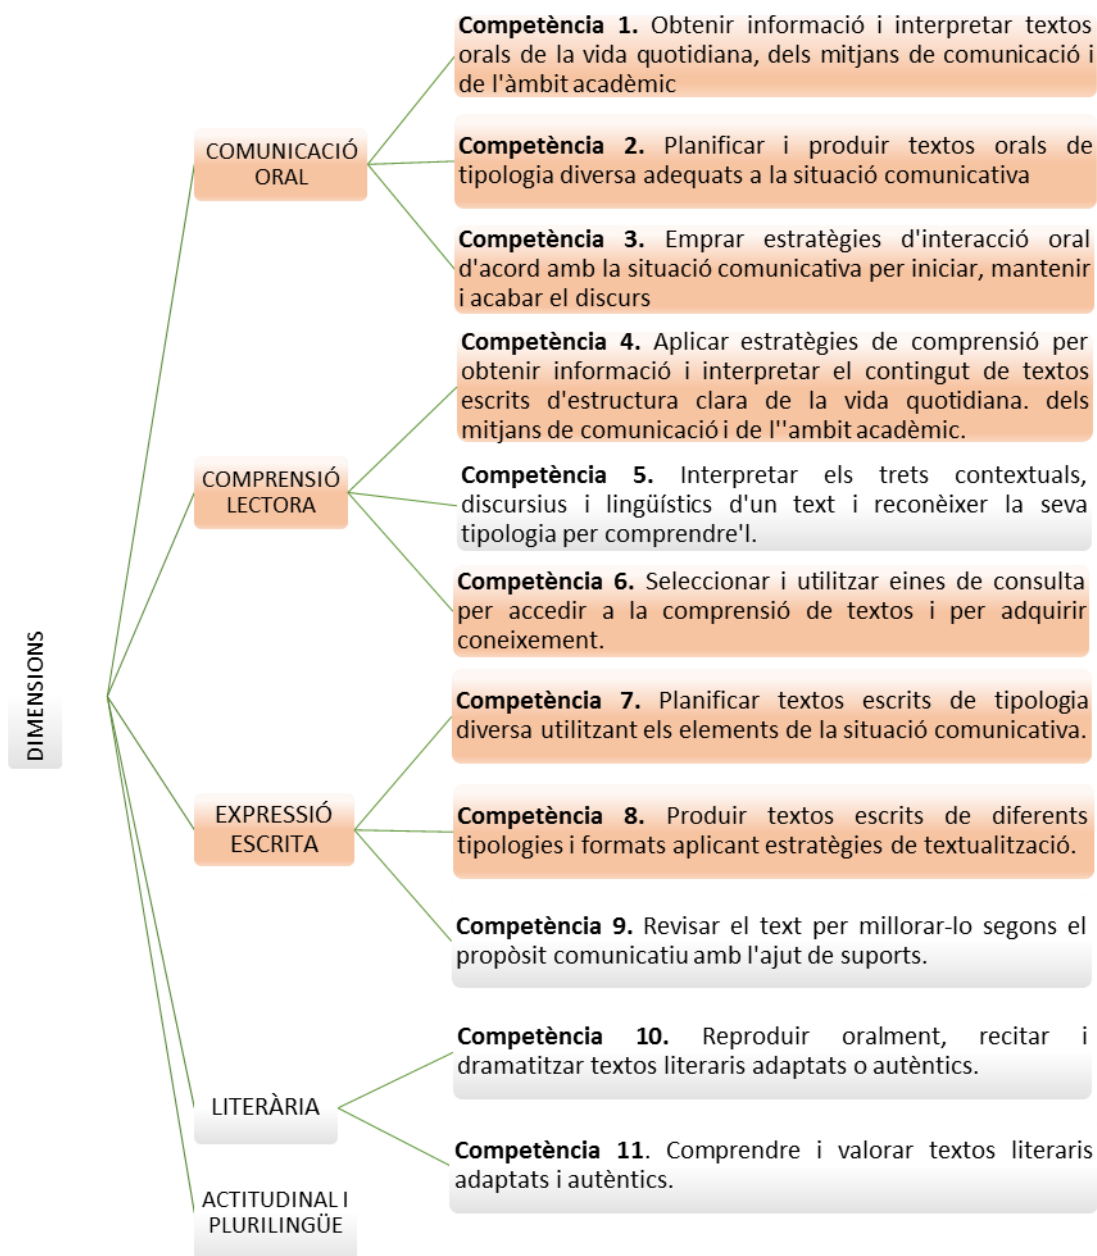 DIMENSIONS
COMUNICACIÓ
ORAL
Competència 1. Obtenir informació i interpretar textos
orals de la vida quotidiana, dels mitjans de comunicació i
de l'àmbit acadèmic
Competència 2. Planificar i produir textos orals de
tipologia diversa adequats a la situació comunicativa
Competència 3. Emprar estratègies d'interacció oral
d'acord amb la situació comunicativa per iniciar, mantenir
i acabar el discurs
COMPRENSIÓ
LECTORA
Competència 4. Aplicar estratègies de comprensió per
obtenir informació i interpretar el contingut de textos
escrits d'estructura clara de la vida quotidiana. dels
mitjans de comunicació i de l''ambit acadèmic.
Competència 5. Interpretar els trets contextuals,
discursius i lingüístics d'un text i reconèixer la seva
tipologia per comprendre'l.
Competència 6. Seleccionar i utilitzar eines de consulta
per accedir a la comprensió de textos i per adquirir
coneixement.
EXPRESSIÓ
ESCRITA
Competència 7. Planificar textos escrits de tipologia
diversa utilitzant els elements de la situació comunicativa.
Competència 8. Produir textos escrits de diferents
tipologies i formats aplicant estratègies de textualització.
Competència 9. Revisar el text per millorar-lo segons el
propòsit comunicatiu amb l'ajut de suports.
LITERÀRIA
Competència 10. Reproduir oralment, recitar i
dramatitzar textos literaris adaptats o autèntics.
Competència 11. Comprendre i valorar textos literaris
adaptats i autèntics.
ACTITUDINAL I
PLURILINGÜE